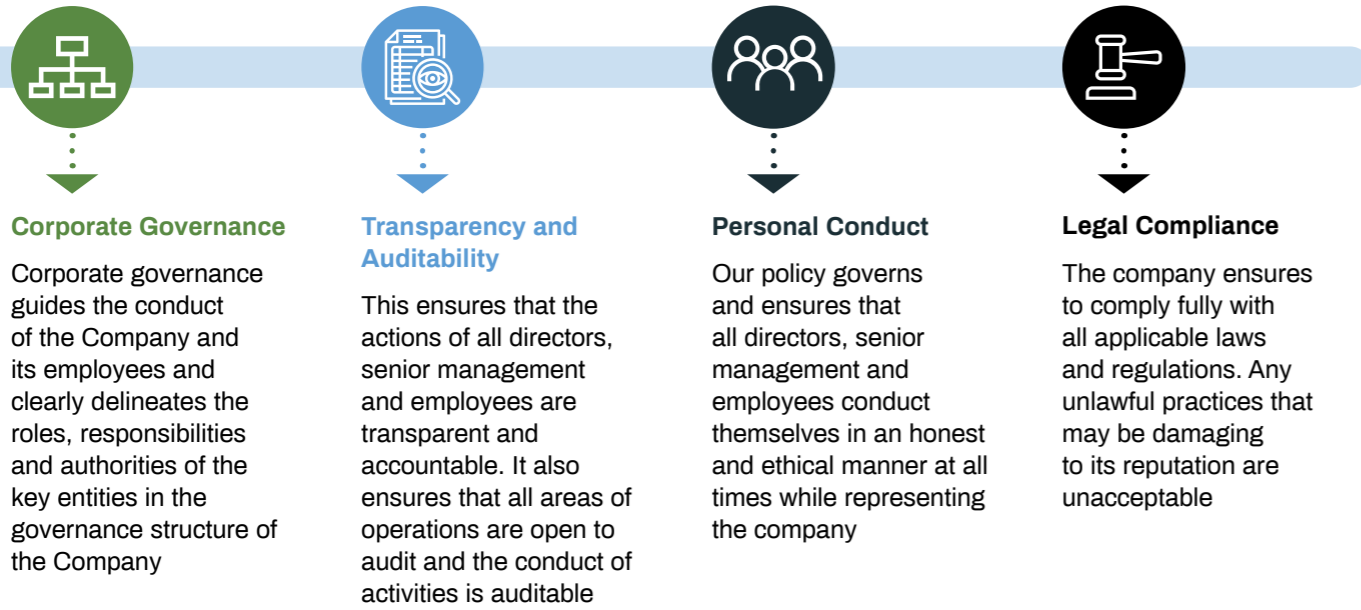 Corporate Governance
Corporate governance
guides the conduct
of the Company and
its employees and
clearly delineates the
roles, responsibilities
and authorities of the
key entities in the
governance structure of
the Company
Transparency and
Auditability
This ensures that the
actions of all directors,
senior management
and employees are
transparent and
accountable. It also
ensures that all areas of
operations are open to
audit and the conduct of
activities is auditable
Personal Conduct
Our policy governs
and ensures that
all directors, senior
management and
employees conduct
themselves in an honest
and ethical manner at all
times while representing
the company
Legal Compliance
The company ensures
to comply fully with
all applicable laws
and regulations. Any
unlawful practices that
may be damaging
to its reputation are
unacceptable